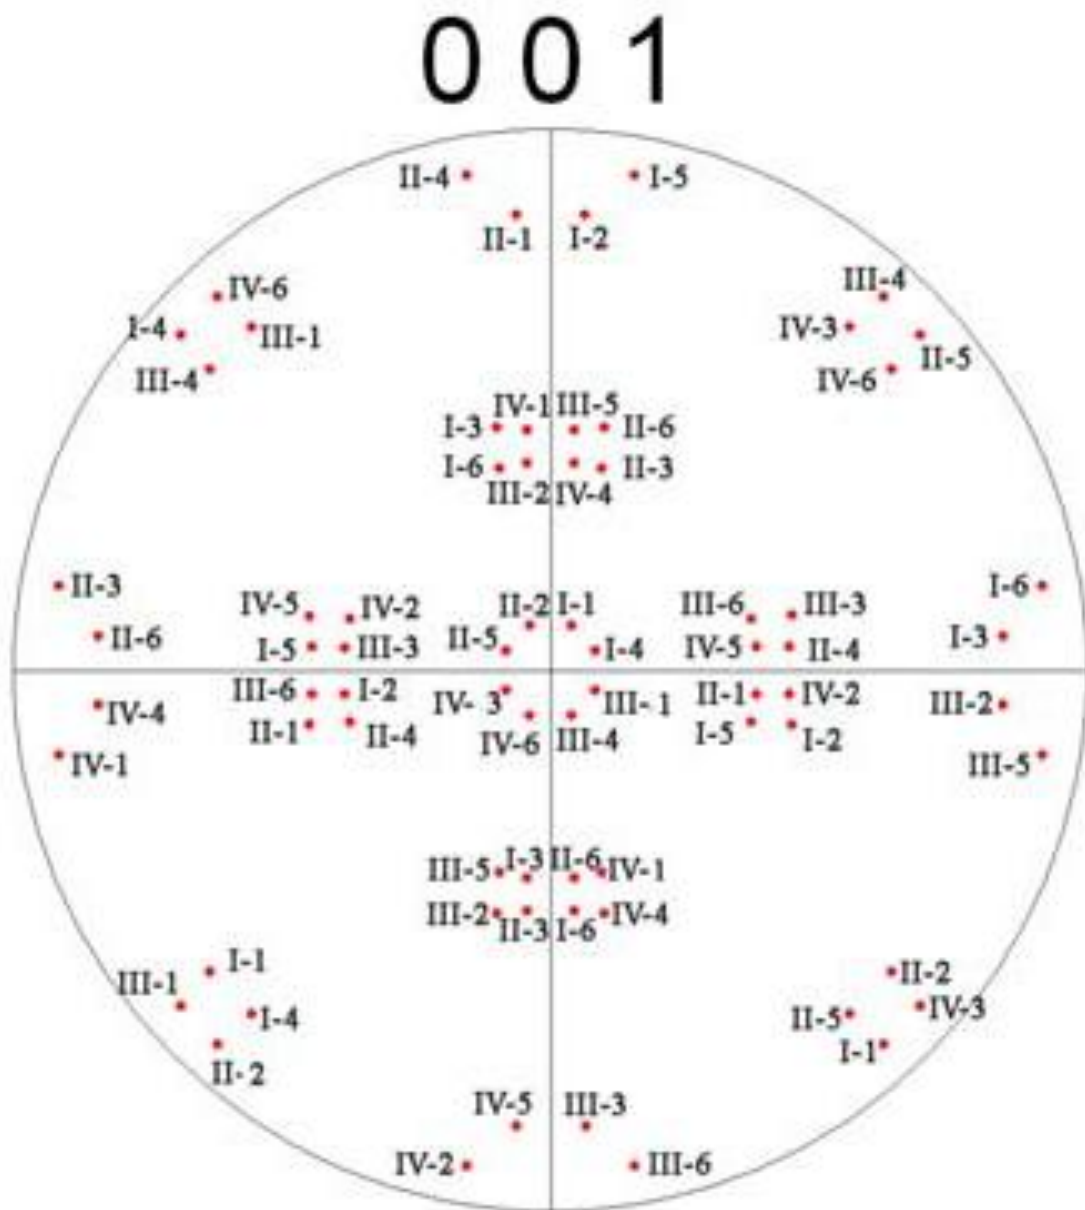 0 0 1
II-4 I-5
II-1 I-2
IV-6 III-4
I-4 III-1 IV-3 II-5
III-4 IV-6
IV-1 III-5
I-3 II-6
I-6 II-3
III-2 IV-4
II-3 I-6
IV-5 IV-2 II-2 I-1 III-6 III-3
II-6 I-5 III-3 II-5 I-4 IV-5 II-4 I-3
III-6 I-2 IV- 3 III- 1 II-1 IV-2
IV-4 III-2
II-1 II-4 IV-6 III-4 I-5 I-2
IV-1 III-5
III-5 I-3 II-6 IV-1
III-2 II-3 I-6 IV-4
I-1 II-2
III-1 IV-3
I-4 II-5
II- 2 I-1
IV-5 III-3
IV-2 III-6